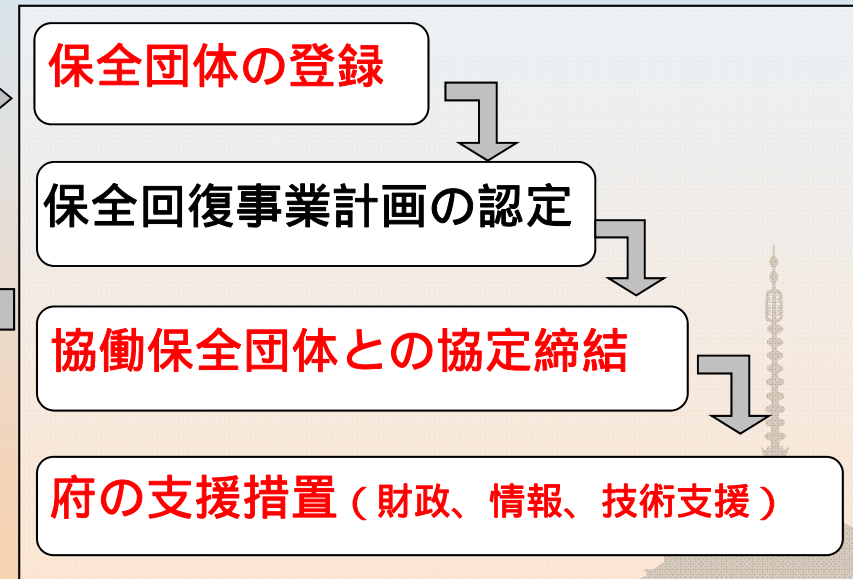 保全団体の登録
保全回復事業計画の認定
協働保全団体との協定締結
府の支援措置（財政、情報、技術支援）